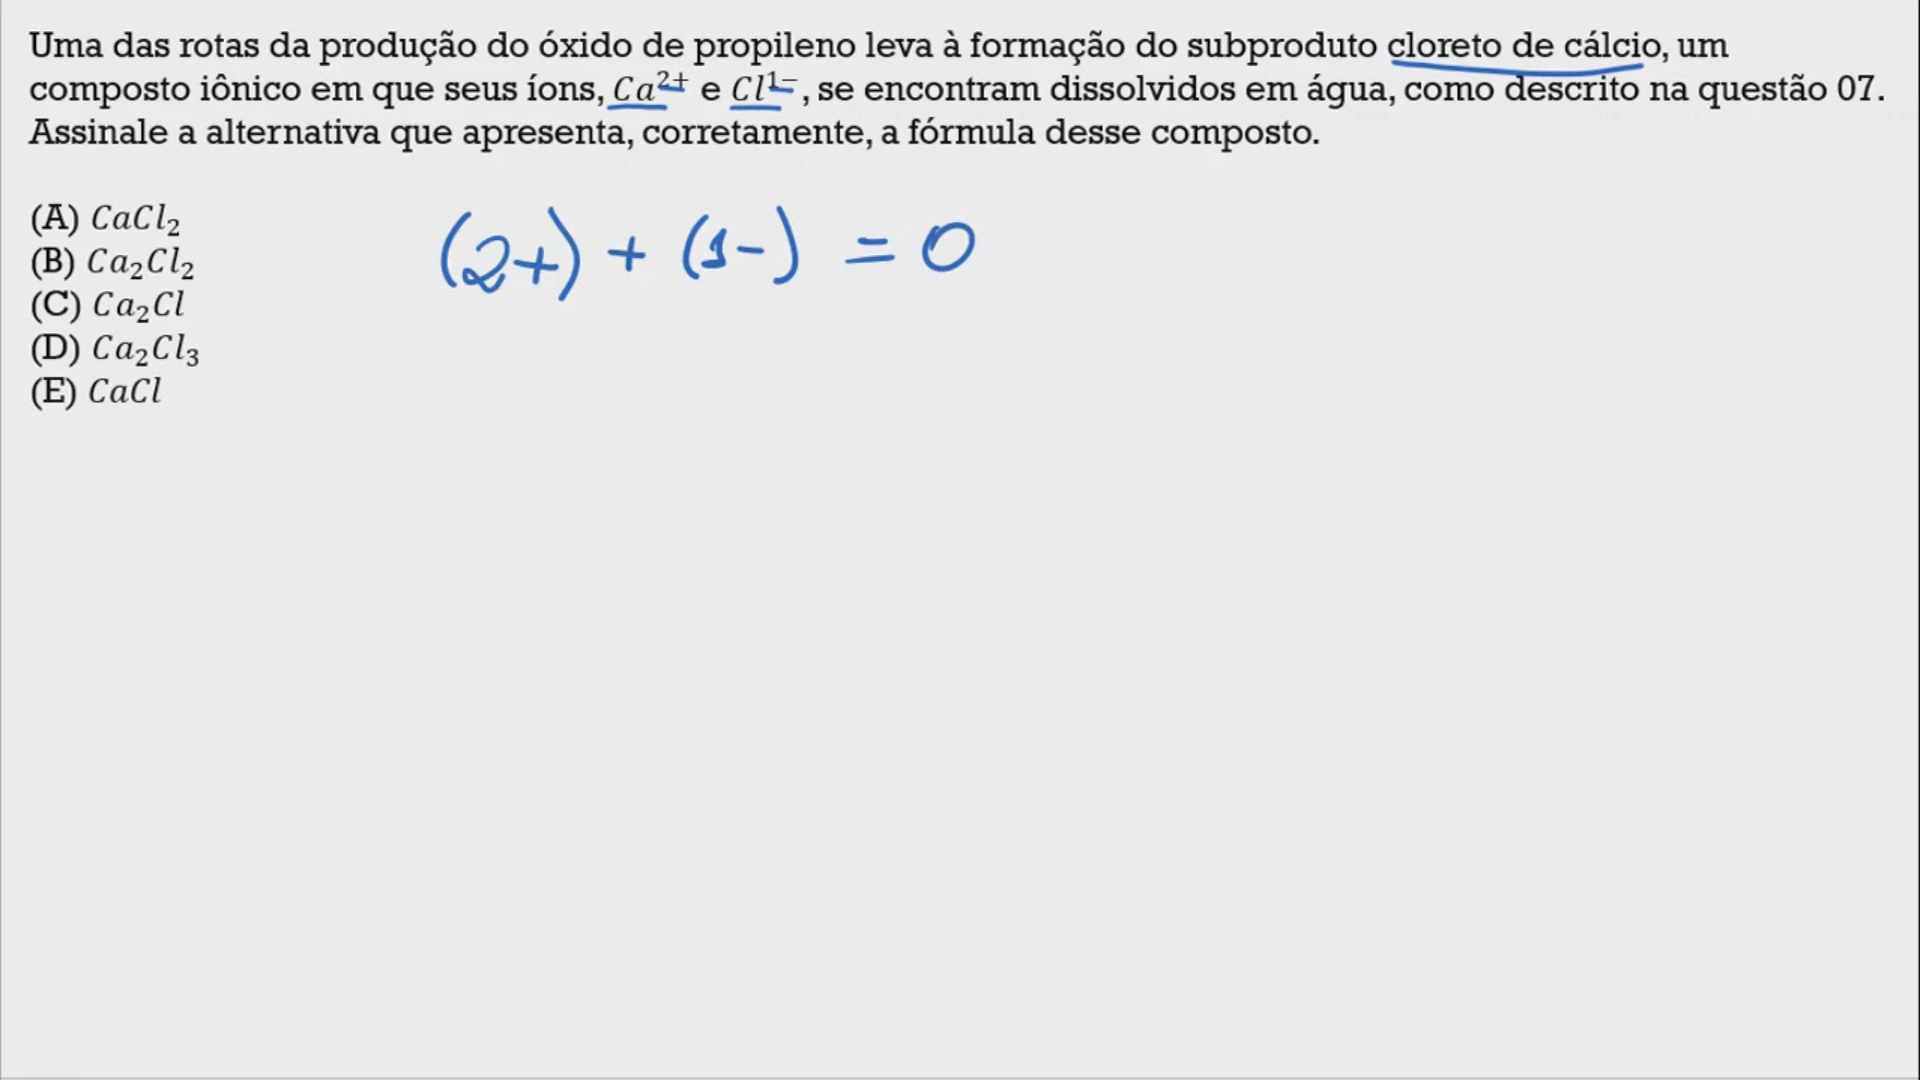 Uma das rotas da produção do óxido de propileno leva à formação do subproduto cloreto de cálcio, um
composto iônico em que seus íons, Ca²⁺ e Cl¹⁻, se encontram dissolvidos em água, como descrito na questão 07.
Assinale a alternativa que apresenta, corretamente, a fórmula desse composto.
(A) CaCl₂
(B) Ca₂Cl₂
(C) Ca₂Cl
(D) Ca₂Cl₃
(E) CaCl
(2+) + (1-) = 0